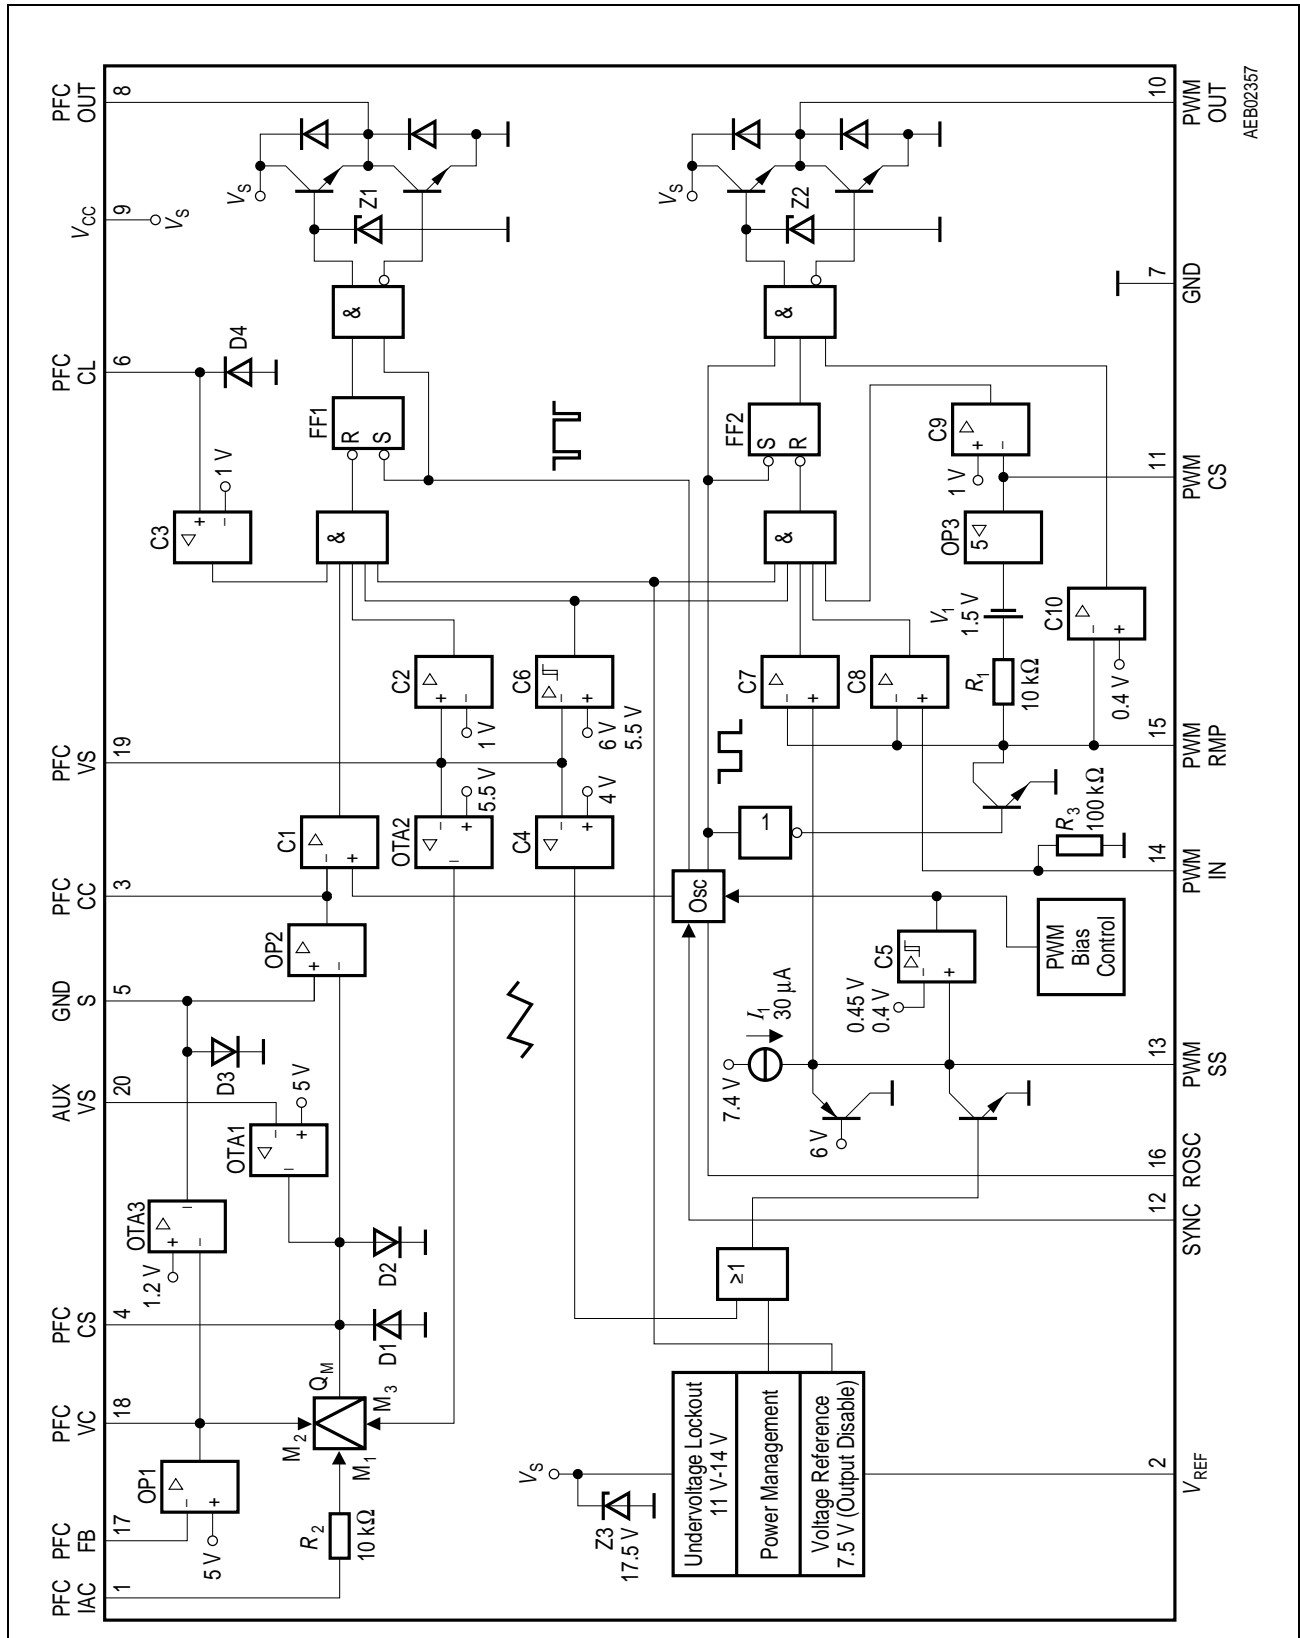 PFC IAC
1
PFC FB
17
PFC VC
18
PFC CS
4
AUX VS
20
GND S
5
PFC CC
3
PFC VS
19
PFC CL
6
V_CC
9
PFC OUT
8
OP1
5 V
R_2
10 kΩ
M_2
M_1
M_3
Q_M
D1
D2
OTA3
1.2 V
OTA1
5 V
D3
OP2
C1
OTA2
5.5 V
C4
4 V
C2
1 V
C6
6 V
5.5 V
C3
1 V
D4
&
FF1
R
S
&
Z1
V_S
V_S
V_S
Z3
17.5 V
Undervoltage Lockout
11 V-14 V
Power Management
Voltage Reference
7.5 V (Output Disable)
≥1
6 V
7.4 V
I_1
30 µA
0.45 V
0.4 V
C5
PWM
Bias
Control
Osc
1
R_3
100 kΩ
C7
C8
R_1
10 kΩ
V_1
1.5 V
0.4 V
C10
OP3
5
1 V
C9
&
FF2
S
R
&
Z2
V_S
V_REF
2
SYNC
12
ROSC
16
PWM SS
13
PWM IN
14
PWM RMP
15
PWM CS
11
GND
7
PWM OUT
10
AEB02357